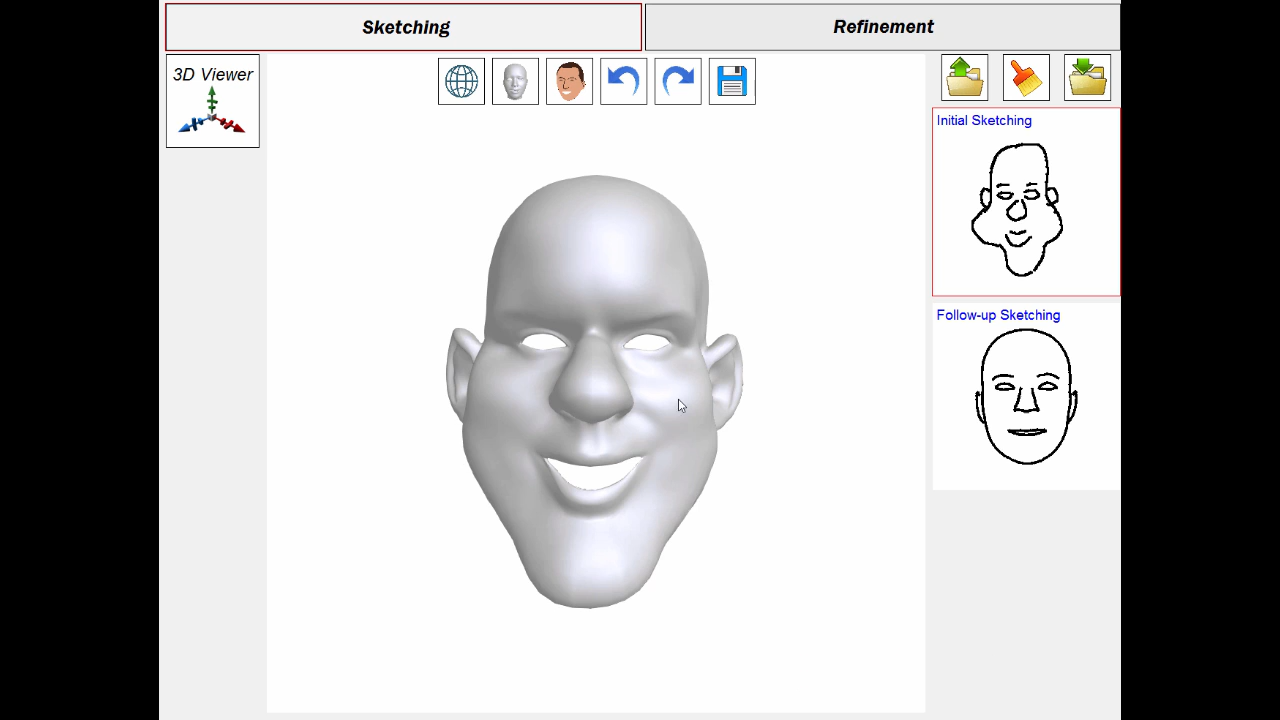 Sketching
Refinement
3D Viewer
Initial Sketching
Follow-up Sketching